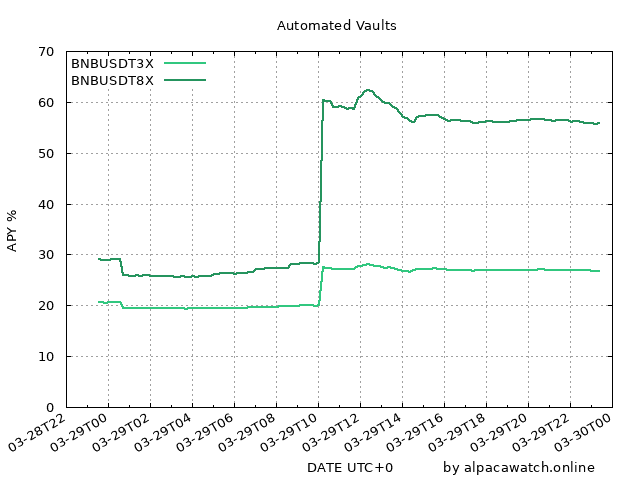 Automated Vaults
BNBUSDT3X
BNBUSDT8X
APY %
70
60
50
40
30
20
10
0
03-28T22
03-29T00
03-29T02
03-29T04
03-29T06
03-29T08
03-29T10
03-29T12
03-29T14
03-29T16
03-29T18
03-29T20
03-29T22
03-30T00
DATE UTC+0
by alpacawatch.online